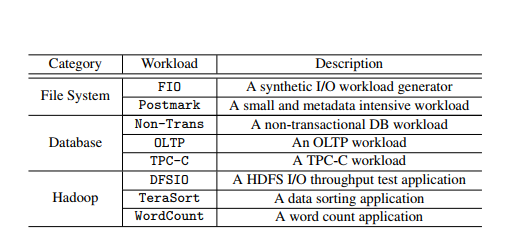 Category Workload Description
File System FIO A synthetic I/O workload generator
Postmark A small and metadata intensive workload
Database Non-Trans A non-transactional DB workload
OLTP An OLTP workload
TPC-C A TPC-C workload
Hadoop DFSIO A HDFS I/O throughput test application
TeraSort A data sorting application
WordCount A word count application